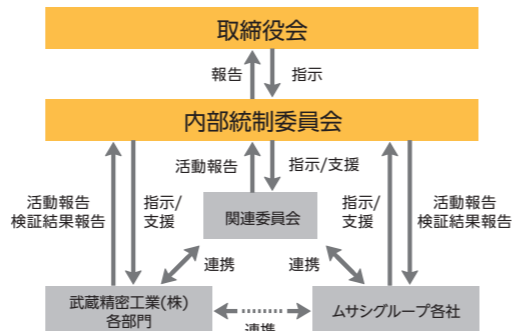 取締役会
報告
指示
内部統制委員会
活動報告
指示/支援
活動報告
検証結果報告
指示/
支援
関連委員会
指示/
支援
活動報告
検証結果報告
連携
連携
武蔵精密工業(株)
各部門
ムサシグループ各社
連携